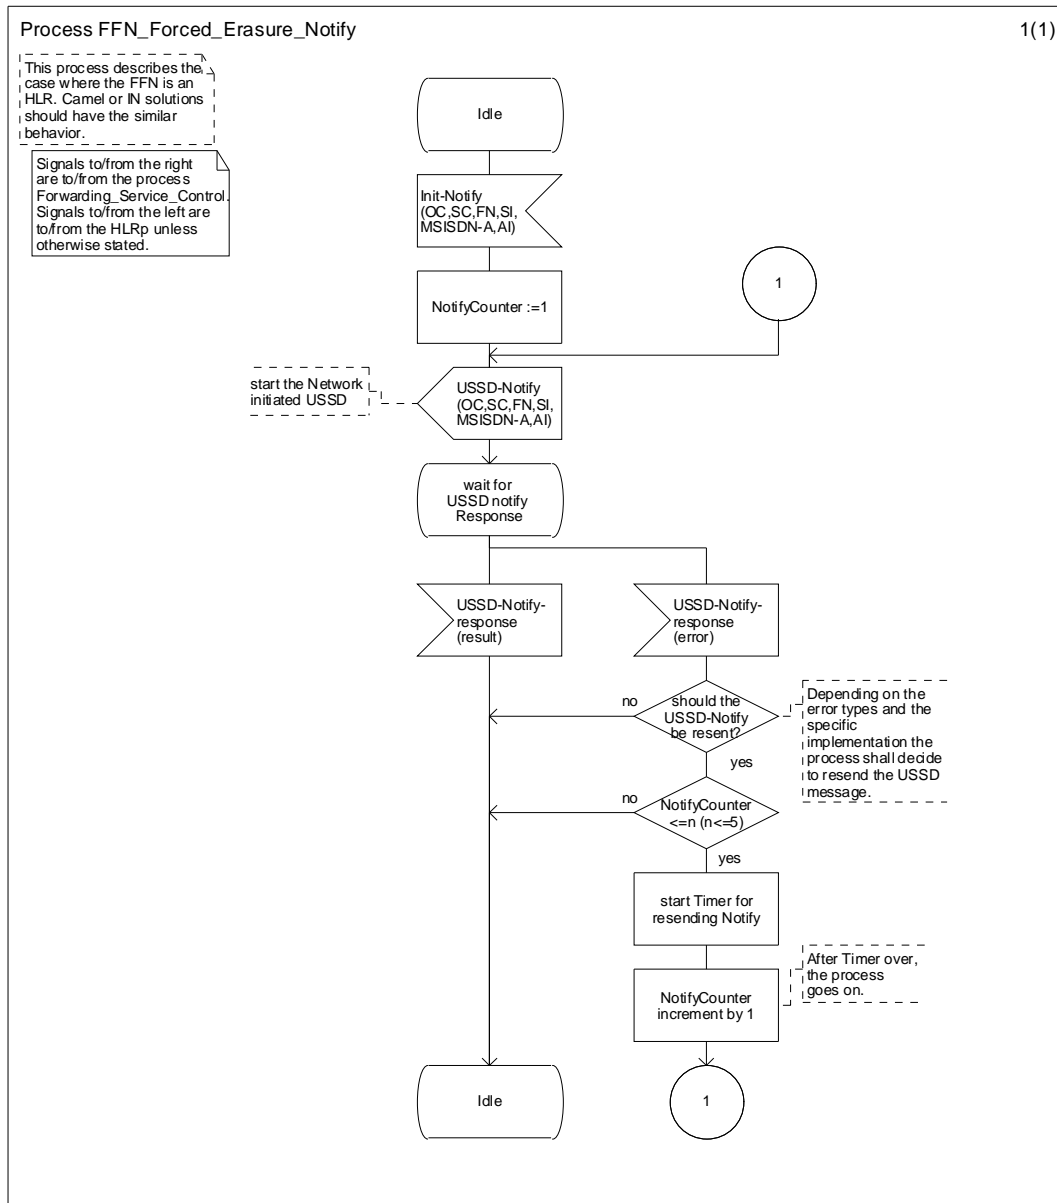 Process FFN_Forced_Erasure_Notify
1(1)
This process describes the
case where the FFN is an
HLR. Camel or IN solutions
should have the similar
behavior.
Signals to/from the right
are to/from the process
Forwarding_Service_Control.
Signals to/from the left are
to/from the HLRp unless
otherwise stated.
Idle
Init-Notify
(OC,SC,FN,SI,
MSISDN-A,AI)
NotifyCounter :=1
1
start the Network
initiated USSD
USSD-Notify
(OC,SC,FN,SI,
MSISDN-A,AI)
wait for
USSD notify
Response
USSD-Notify-
response
(result)
USSD-Notify-
response
(error)
no
should the
USSD-Notify
be resent?
Depending on the
error types and the
specific
implementation the
process shall decide
to resend the USSD
message.
yes
no
NotifyCounter
<=n (n<=5)
yes
start Timer for
resending Notify
After Timer over,
the process
goes on.
NotifyCounter
increment by 1
Idle
1